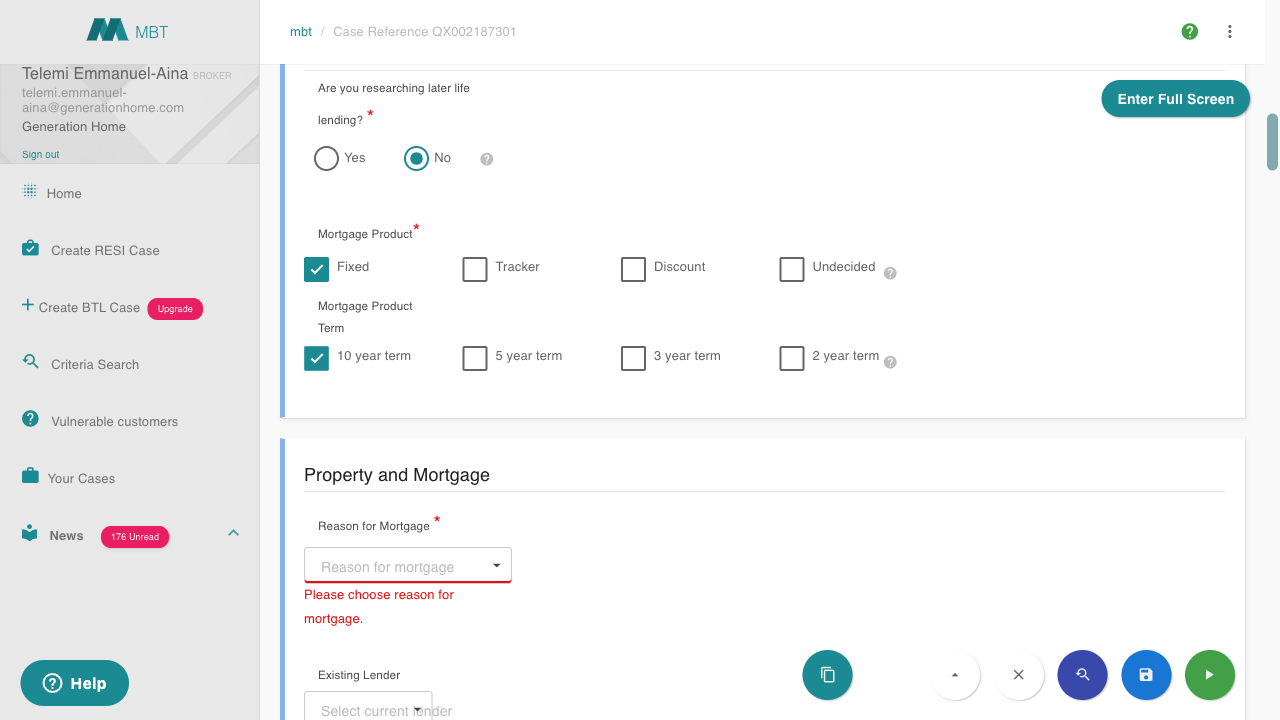 MBT
mbt / Case Reference QX002187301
Telemi Emmanuel-Aina BROKER
telemi.emmanuel-
aina@generationhome.com
Generation Home
Sign out
Home
Create RESI Case
Create BTL Case Upgrade
Criteria Search
Vulnerable customers
Your Cases
News 176 Unread
Help
Enter Full Screen
Are you researching later life
lending? *
Yes No
Mortgage Product*
Fixed Tracker Discount Undecided
Mortgage Product
Term
10 year term 5 year term 3 year term 2 year term
Property and Mortgage
Reason for Mortgage *
Reason for mortgage
Please choose reason for
mortgage.
Existing Lender
Select current lender